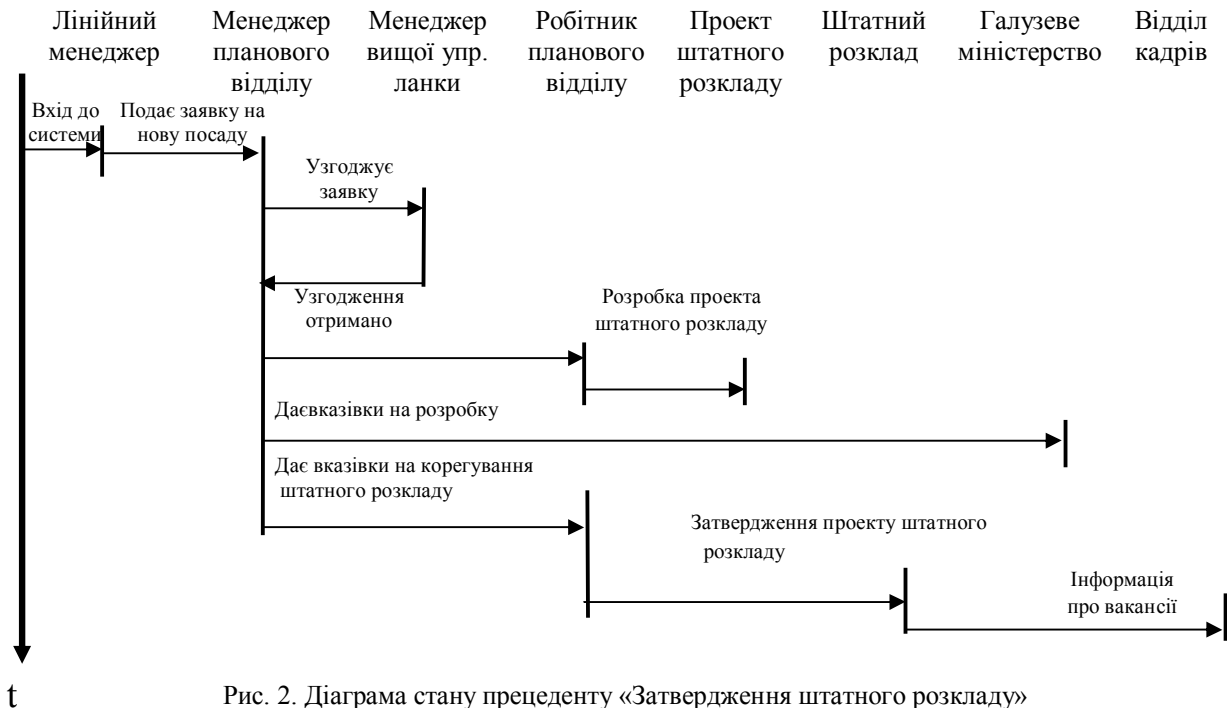 Лінійний
менеджер
Менеджер
планового
відділу
Менеджер
вищої упр.
ланки
Робітник
планового
відділу
Проект
штатного
розкладу
Штатний
розклад
Галузеве
міністерство
Відділ
кадрів
Вхід до
системи
Подає заявку на
нову посаду
Узгоджує
заявку
Узгодження
отримано
Розробка проекта
штатного розкладу
Даєвказівки на розробку
Дає вказівки на корегування
штатного розкладу
Затвердження проекту штатного
розкладу
Інформація
про вакансії
t
Рис. 2. Діаграма стану прецеденту «Затвердження штатного розкладу»